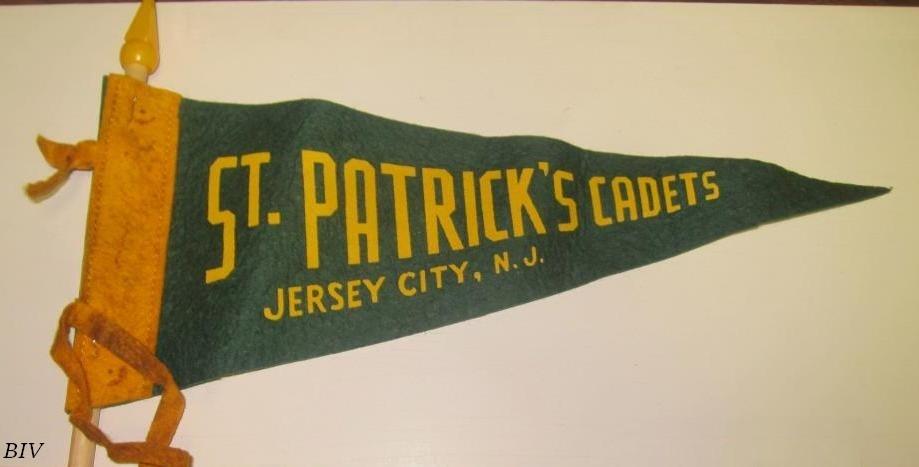 ST. PATRICK'S CADETS
JERSEY CITY, N.J.
BIV